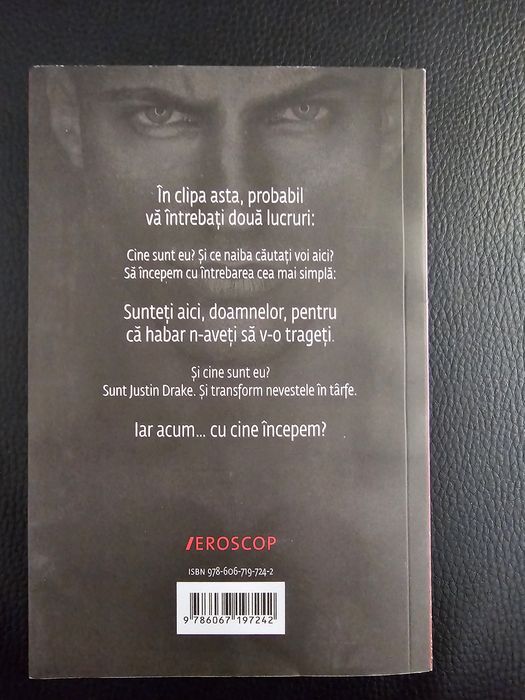 În clipa asta, probabil
vă întrebați două lucruri:
Cine sunt eu? Și ce naiba căutați voi aici?
Să începem cu întrebarea cea mai simplă:
Sunteți aici, doamnelor, pentru
că habar n-aveți să v-o trageți.
Și cine sunt eu?
Sunt Justin Drake. Și transform nevestele în târfe.
Iar acum... cu cine începem?
EROSCOP
ISBN 978-606-719-724-2
9 786067 197242